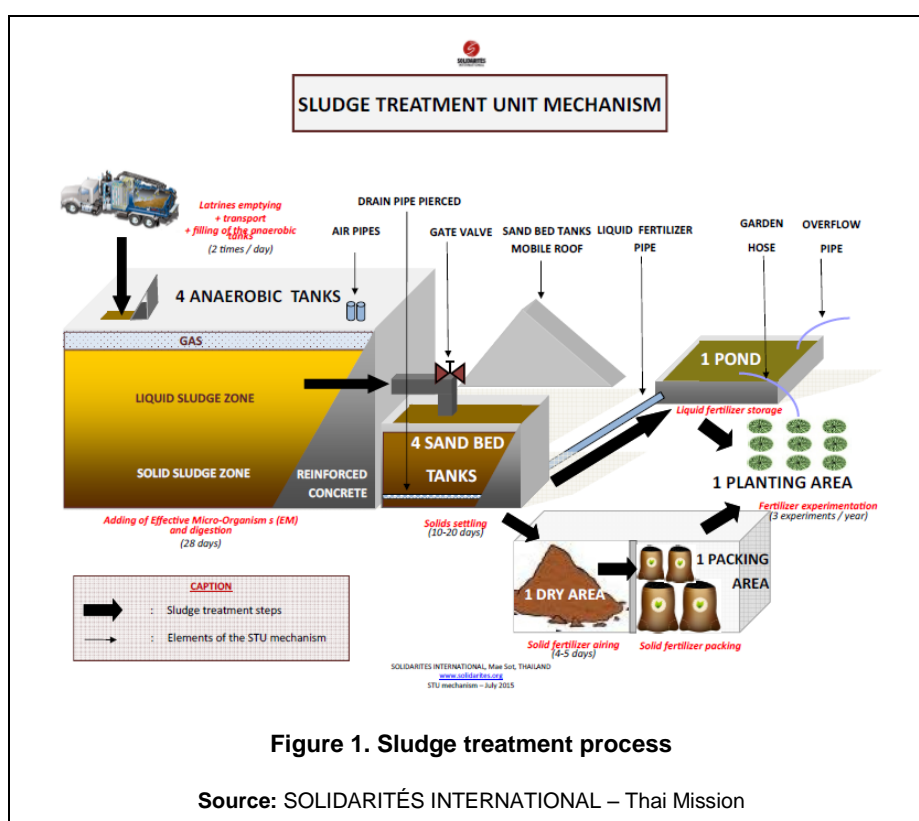 SOLIDARITÉS
INTERNATIONAL
SLUDGE TREATMENT UNIT MECHANISM
Latrines emptying
+ transport
+ filling of the anaerobic
tanks
(2 times / day)
DRAIN PIPE PIERCED
AIR PIPES
GATE VALVE
SAND BED TANKS
MOBILE ROOF
LIQUID FERTILIZER
PIPE
GARDEN
HOSE
OVERFLOW
PIPE
4 ANAEROBIC TANKS
GAS
LIQUID SLUDGE ZONE
SOLID SLUDGE ZONE
REINFORCED
CONCRETE
Adding of Effective Micro-Organism s (EM)
and digestion
(28 days)
4 SAND BED
TANKS
Solids settling
(10-20 days)
1 POND
Liquid fertilizer storage
1 PLANTING AREA
Fertilizer experimentation
(3 experiments / year)
1 DRY AREA
1 PACKING
AREA
Solid fertilizer airing
(4-5 days)
Solid fertilizer packing
CAPTION
: Sludge treatment steps
: Elements of the STU mechanism
SOLIDARITES INTERNATIONAL, Mae Sot, THAILAND
www.solidarites.org
STU mechanism – July 2015
Figure 1. Sludge treatment process
Source: SOLIDARITÉS INTERNATIONAL – Thai Mission